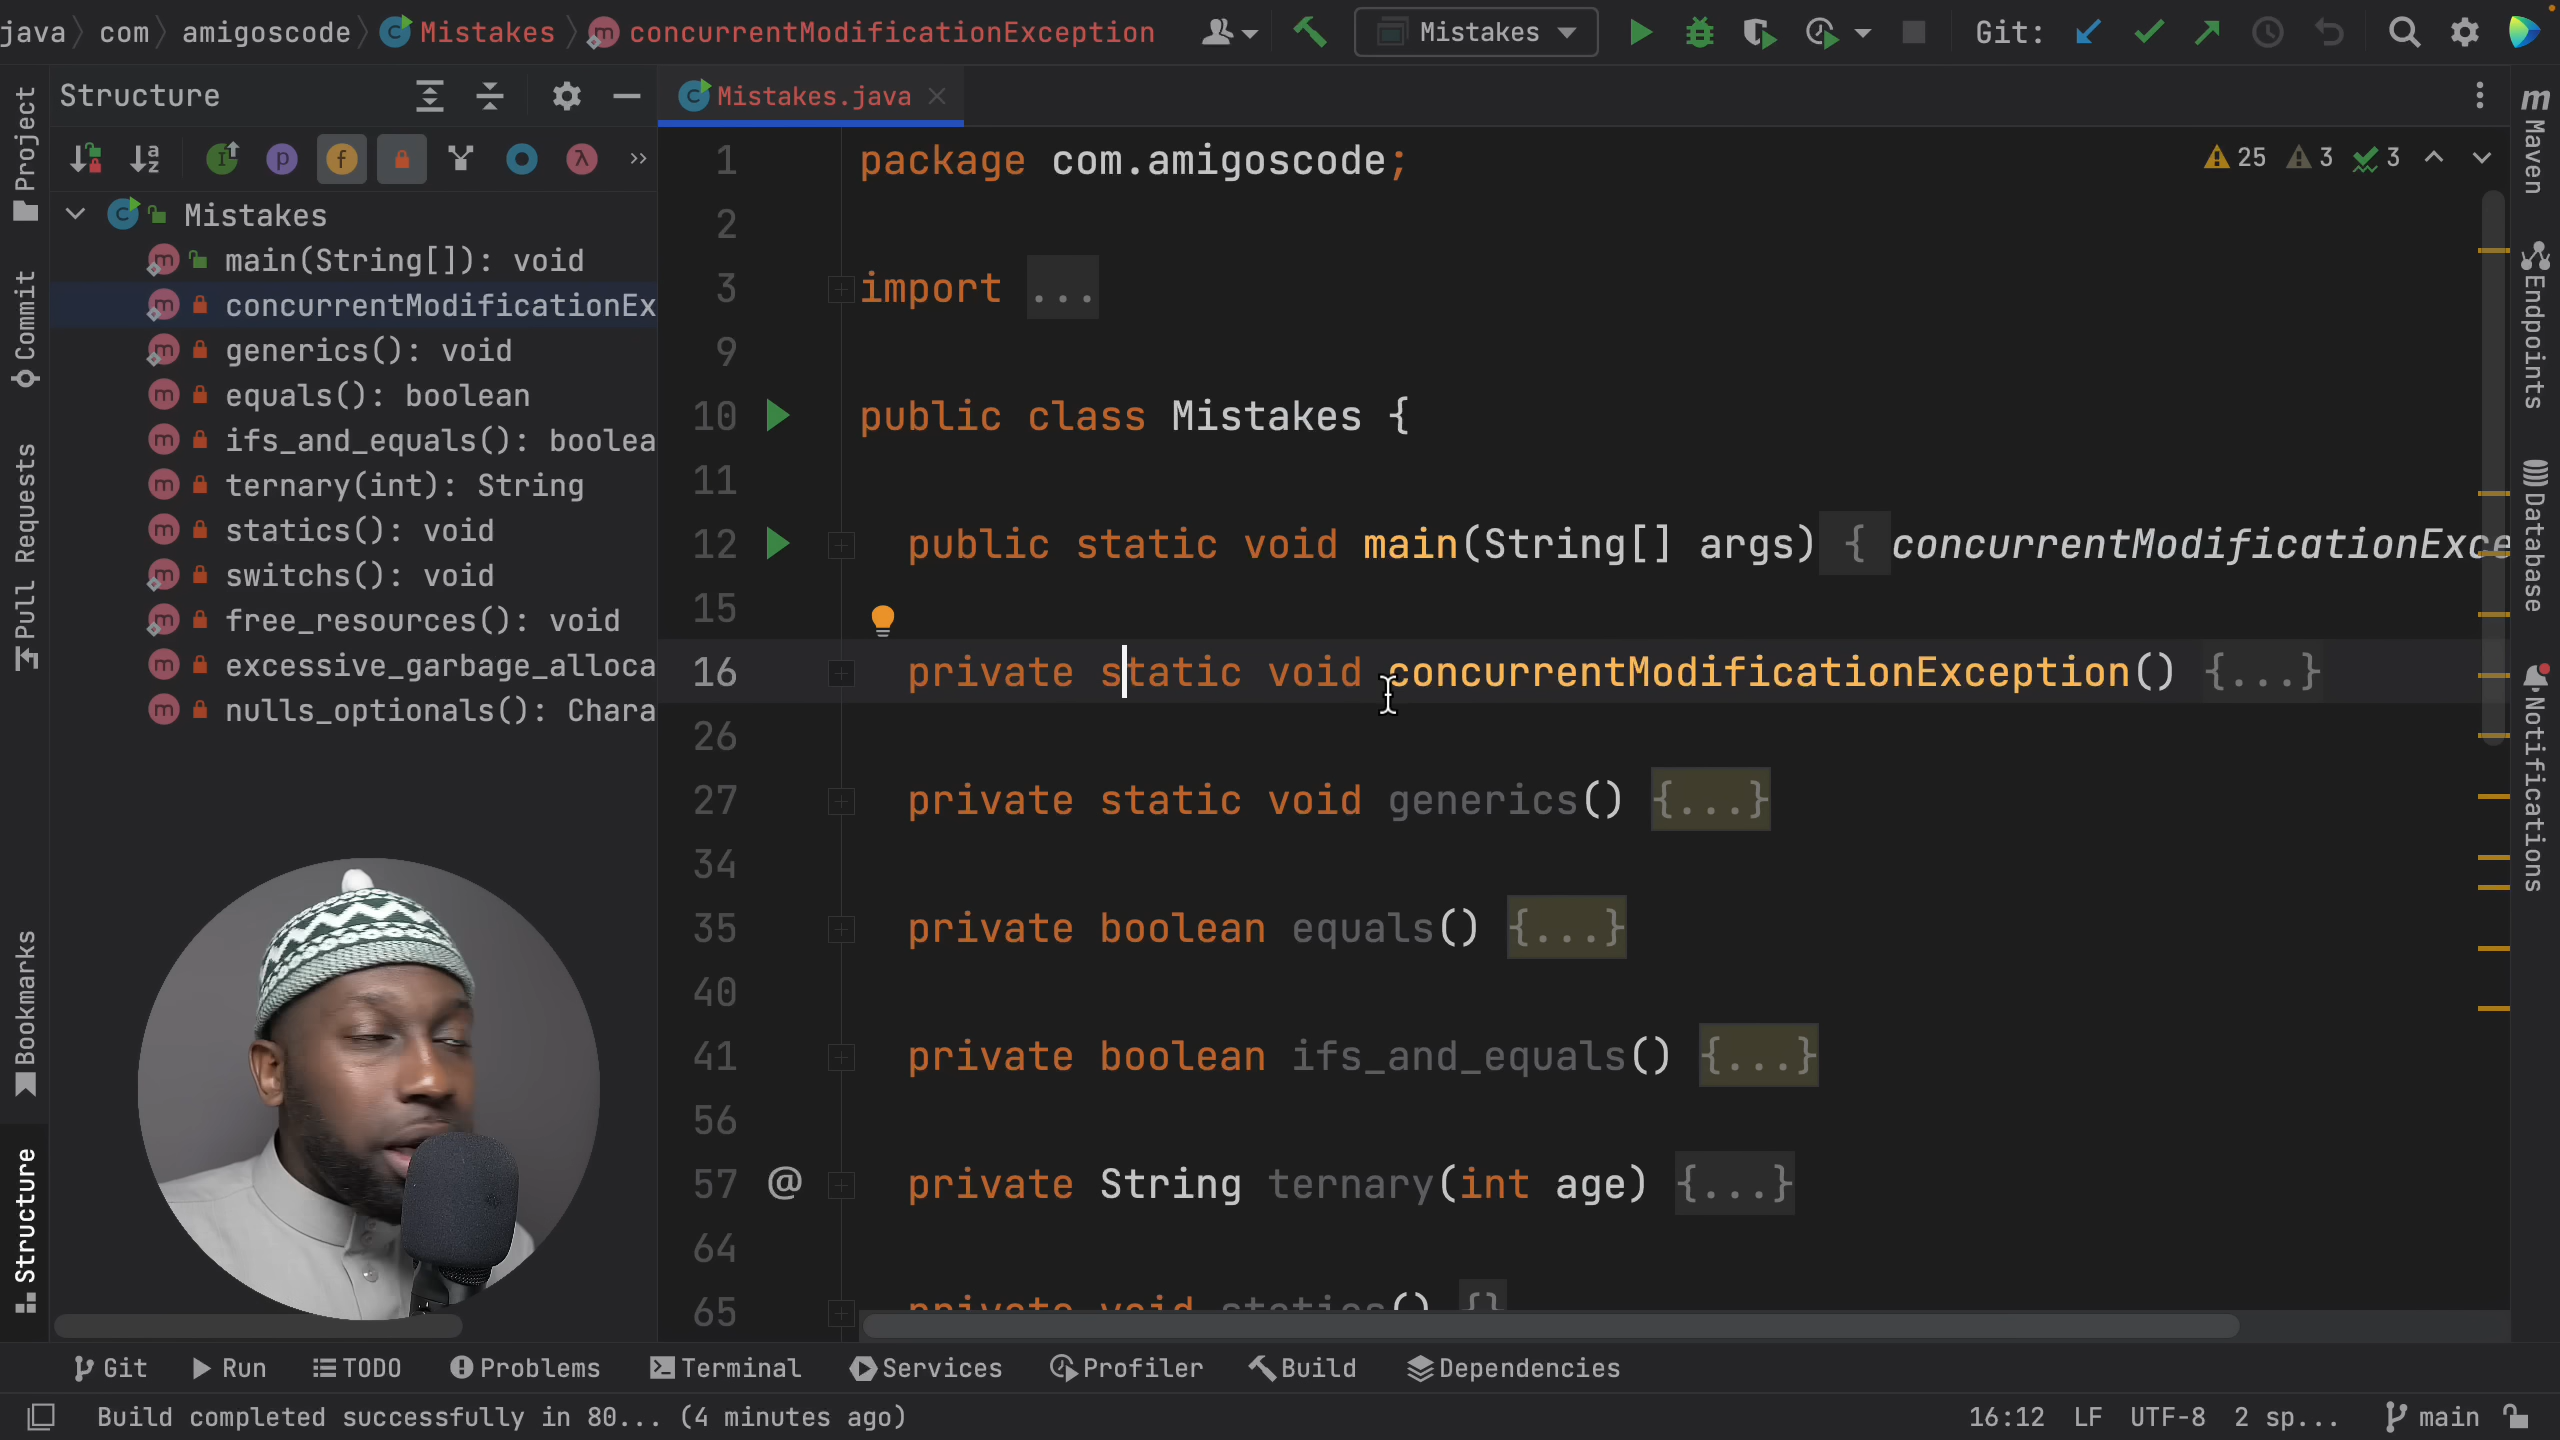 java com amigoscode Mistakes concurrentModificationException
Mistakes
Git:
Structure
Mistakes.java
Mistakes
main(String[]): void
concurrentModificationEx
generics(): void
equals(): boolean
ifs_and_equals(): boolea
ternary(int): String
statics(): void
switchs(): void
free_resources(): void
excessive_garbage_alloca
nulls_optionals(): Chara
25 3 3
1 package com.amigoscode;
2
3 import ...
9
10 public class Mistakes {
11
12 public static void main(String[] args) { concurrentModificationExce
15
16 private static void concurrentModificationException() {...}
26
27 private static void generics() {...}
34
35 private boolean equals() {...}
40
41 private boolean ifs_and_equals() {...}
56
57 @ private String ternary(int age) {...}
64
65 private void statics() {}
Project
Commit
Pull Requests
Bookmarks
Structure
Maven
Endpoints
Database
Notifications
Git Run TODO Problems Terminal Services Profiler Build Dependencies
Build completed successfully in 80... (4 minutes ago)
16:12 LF UTF-8 2 sp... main